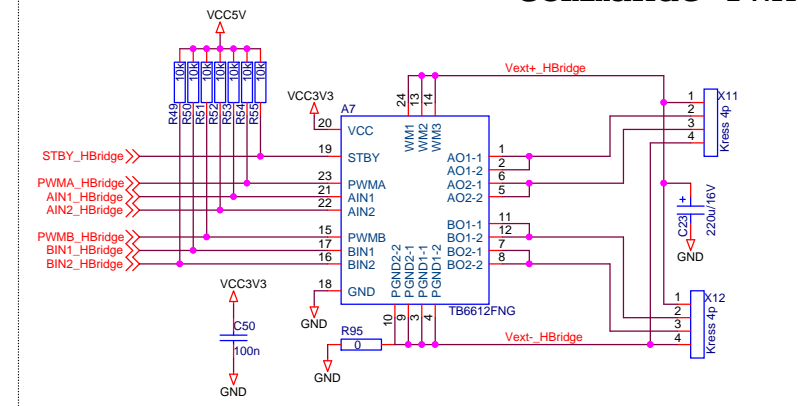 VCC5V
10k 10k 10k 10k 10k 10k 10k
R49 R50 R51 R52 R53 R54 R55
VCC3V3
A7
Vext+_HBridge
24 13 14
WM1 WM2 WM3
20 VCC
STBY_HBridge 19 STBY
PWMA_HBridge 23 PWMA
AIN1_HBridge 21 AIN1
AIN2_HBridge 22 AIN2
PWMB_HBridge 15 PWMB
BIN1_HBridge 17 BIN1
BIN2_HBridge 16 BIN2
18 GND
GND
AO1-1 1
AO1-2 2
AO2-1 6
AO2-2 5
BO1-1 11
BO1-2 12
BO2-1 7
BO2-2 8
PGND2-2 PGND2-1 PGND1-1 PGND1-2
10 9 3 4
TB6612FNG
X11
Kress 4p
1
2
3
4
+
C23
220u/16V
GND
X12
Kress 4p
1
2
3
4
VCC3V3
C50
100n
GND
R95
0
GND
Vext-_HBridge